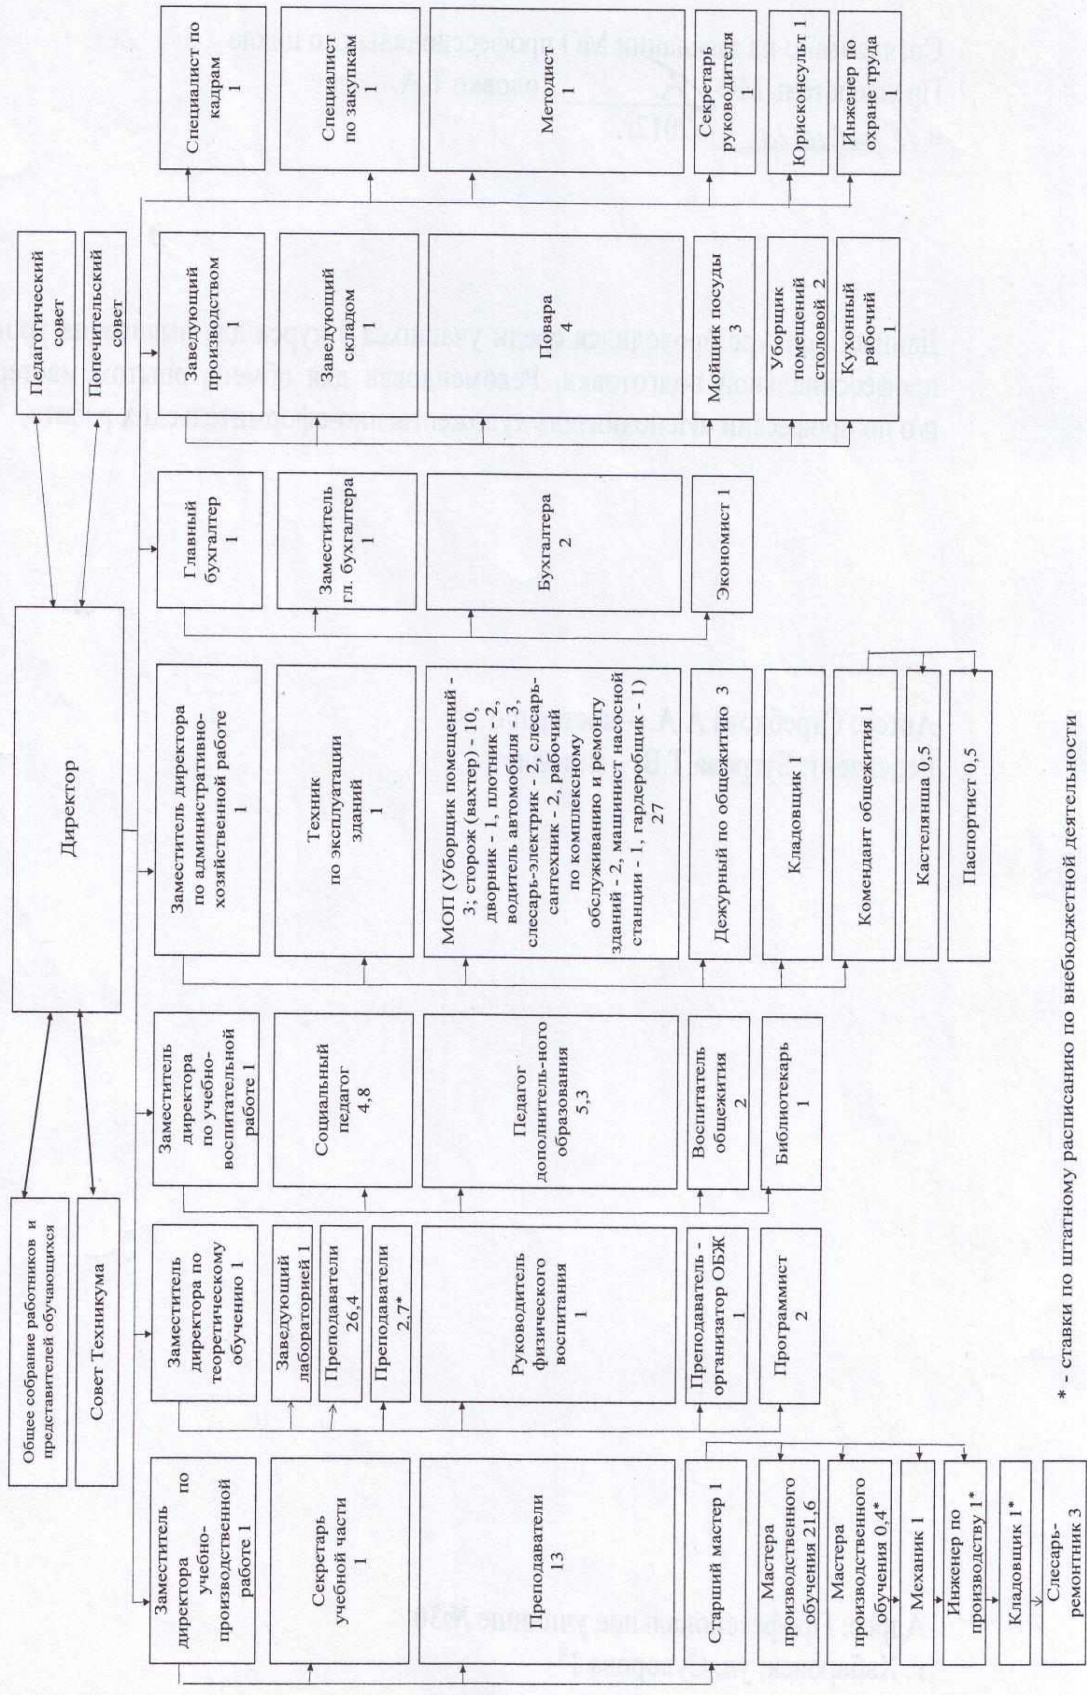 Директор
Общее собрание работников и
представителей обучающихся
Совет Техникума
Педагогический
совет
Попечительский
совет
Заместитель
директора по
учебно-
производственной
работе 1
Секретарь
учебной части
1
Преподаватели
13
Старший мастер 1
Мастера
производственного
обучения 21,6
Мастера
производственного
обучения 0,4*
Механик 1
Инженер по
производству 1*
Кладовщик 1*
Слесарь-
ремонтник 3
Заместитель
директора по
теоретическому
обучению 1
Заведующий
лабораторией 1
Преподаватели
26,4
Преподаватели
2,7*
Руководитель
физического
воспитания
1
Преподаватель -
организатор ОБЖ
1
Программист
2
Заместитель
директора
по учебно-
воспитательной
работе 1
Социальный
педагог
4,8
Педагог
дополнитель-ного
образования
5,3
Воспитатель
общежития
2
Библиотекарь
1
Заместитель директора
по административно-
хозяйственной работе
1
Техник
по эксплуатации
зданий
1
МОП (Уборщик помещений -
3; сторож (вахтер) - 10,
дворник - 1, плотник - 2,
водитель автомобиля - 3,
слесарь-электрик - 2, слесарь-
сантехник - 2, рабочий
по комплексному
обслуживанию и ремонту
зданий - 2, машинист насосной
станции - 1, гардеробщик - 1)
27
Дежурный по общежитию 3
Кладовщик 1
Комендант общежития 1
Кастелянша 0,5
Паспортист 0,5
Главный
бухгалтер
1
Заместитель
гл. бухгалтера
1
Бухгалтера
2
Экономист 1
Заведующий
производством
1
Заведующий
складом
1
Повара
4
Мойщик посуды
3
Уборщик
помещений
столовой 2
Кухонный
рабочий
1
Специалист по
кадрам
1
Специалист
по закупкам
1
Методист
1
Секретарь
руководителя
1
Юрисконсульт 1
Инженер по
охране труда
1
* - ставки по штатному расписанию по внебюджетной деятельности